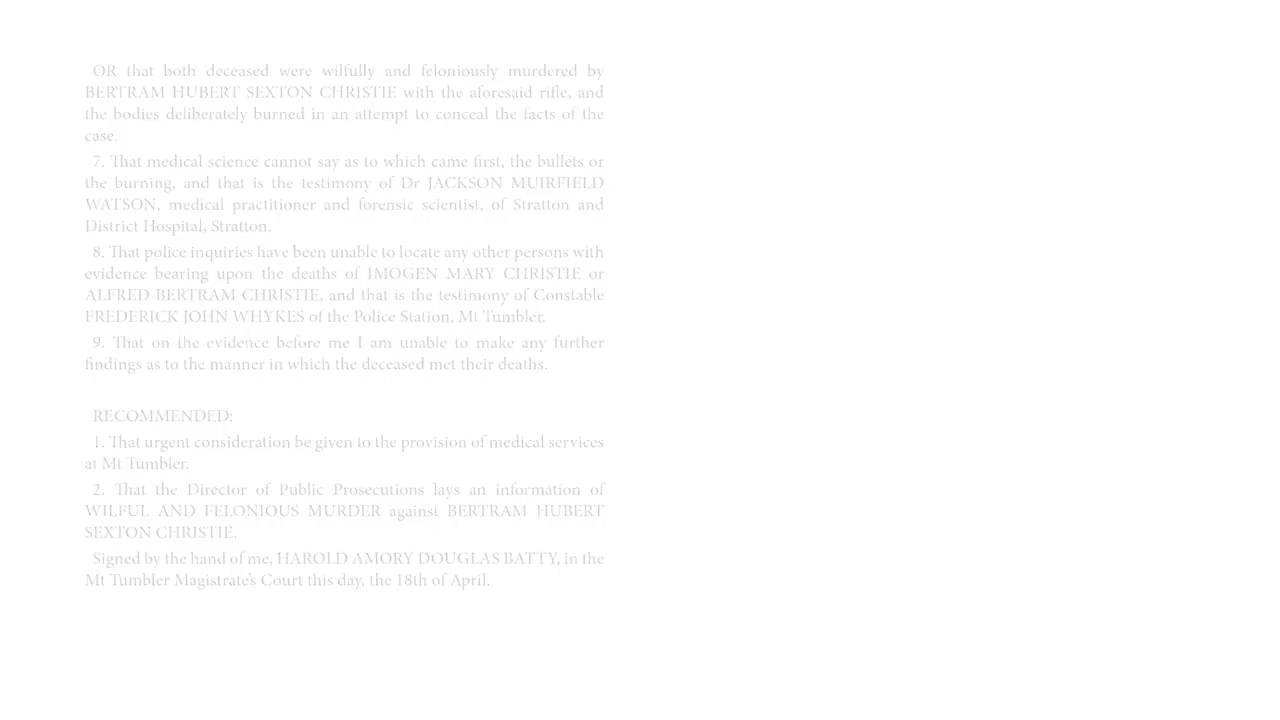 OR that both deceased were wilfully and feloniously murdered by
BERTRAM HUBERT SEXTON CHRISTIE with the aforesaid rifle, and
the bodies deliberately burned in an attempt to conceal the facts of the
case.
7. That medical science cannot say as to which came first, the bullets or
the burning, and that is the testimony of Dr JACKSON MUIRFIELD
WATSON, medical practitioner and forensic scientist, of Stratton and
District Hospital, Stratton.
8. That police inquiries have been unable to locate any other persons with
evidence bearing upon the deaths of IMOGEN MARY CHRISTIE or
ALFRED BERTRAM CHRISTIE, and that is the testimony of Constable
FREDERICK JOHN WHYKES of the Police Station, Mt Tumbler.
9. That on the evidence before me I am unable to make any further
findings as to the manner in which the deceased met their deaths.
RECOMMENDED:
1. That urgent consideration be given to the provision of medical services
at Mt Tumbler.
2. That the Director of Public Prosecutions lays an information of
WILFUL AND FELONIOUS MURDER against BERTRAM HUBERT
SEXTON CHRISTIE.
Signed by the hand of me, HAROLD AMORY DOUGLAS BATTY, in the
Mt Tumbler Magistrate's Court this day, the 18th of April.